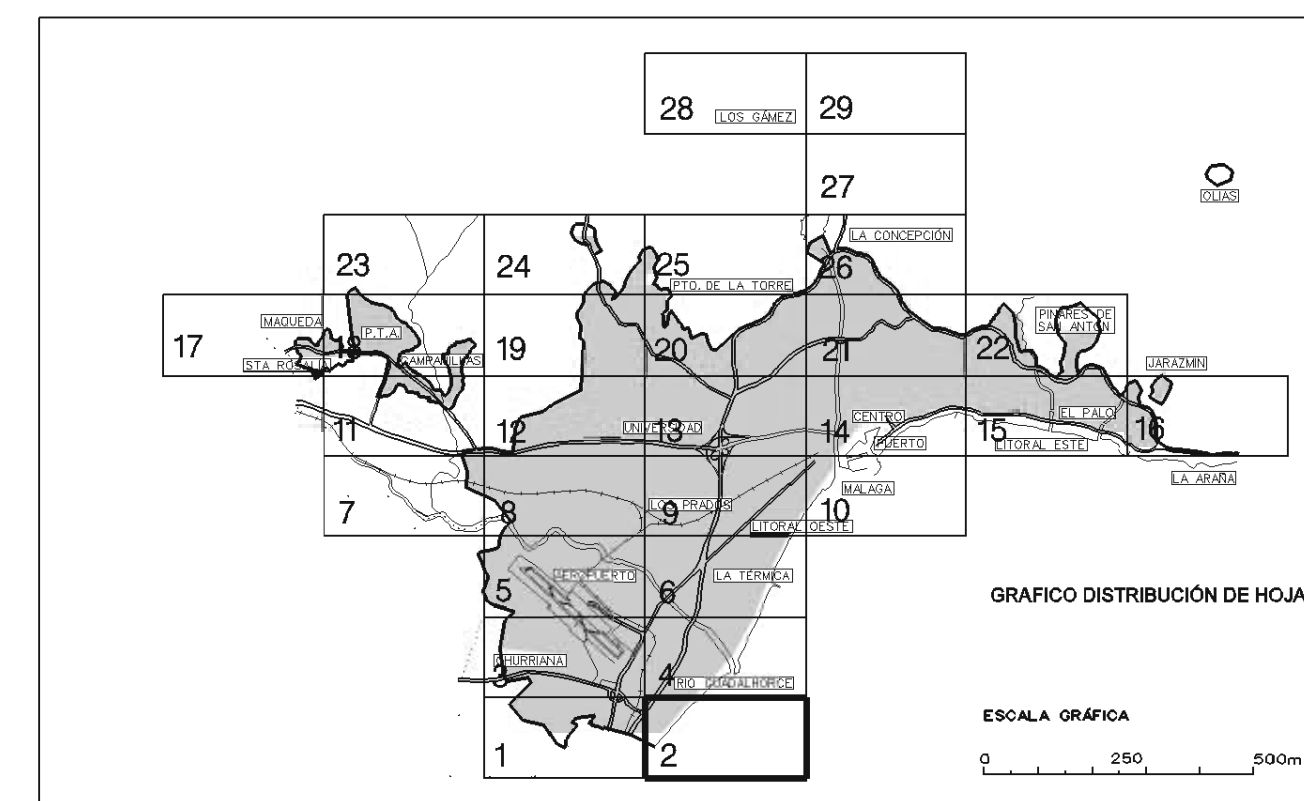 28 LOS GÁMEZ 29
27
OLIAS
LA CONCEPCIÓN
23 24 25 26
PTO. DE LA TORRE
MAQUEDA
P.T.A.
PINARES DE
SAN ANTÓN
17 18 19 20 21 22
STA ROSALIA
CAMPANILLAS
JARAZMIN
CENTRO
EL PALO
11 12 UNIVERSIDAD 13 14 15 16
PUERTO
LITORAL ESTE
LA ARAÑA
MALAGA
LOS PRADOS
7 8 9 10
LITORAL OESTE
AEROPUERTO
LA TÉRMICA
5 6
GRAFICO DISTRIBUCIÓN DE HOJA
CHURRIANA
3 4
RIO GUADALHORCE
ESCALA GRÁFICA
1 2
0 250 500m